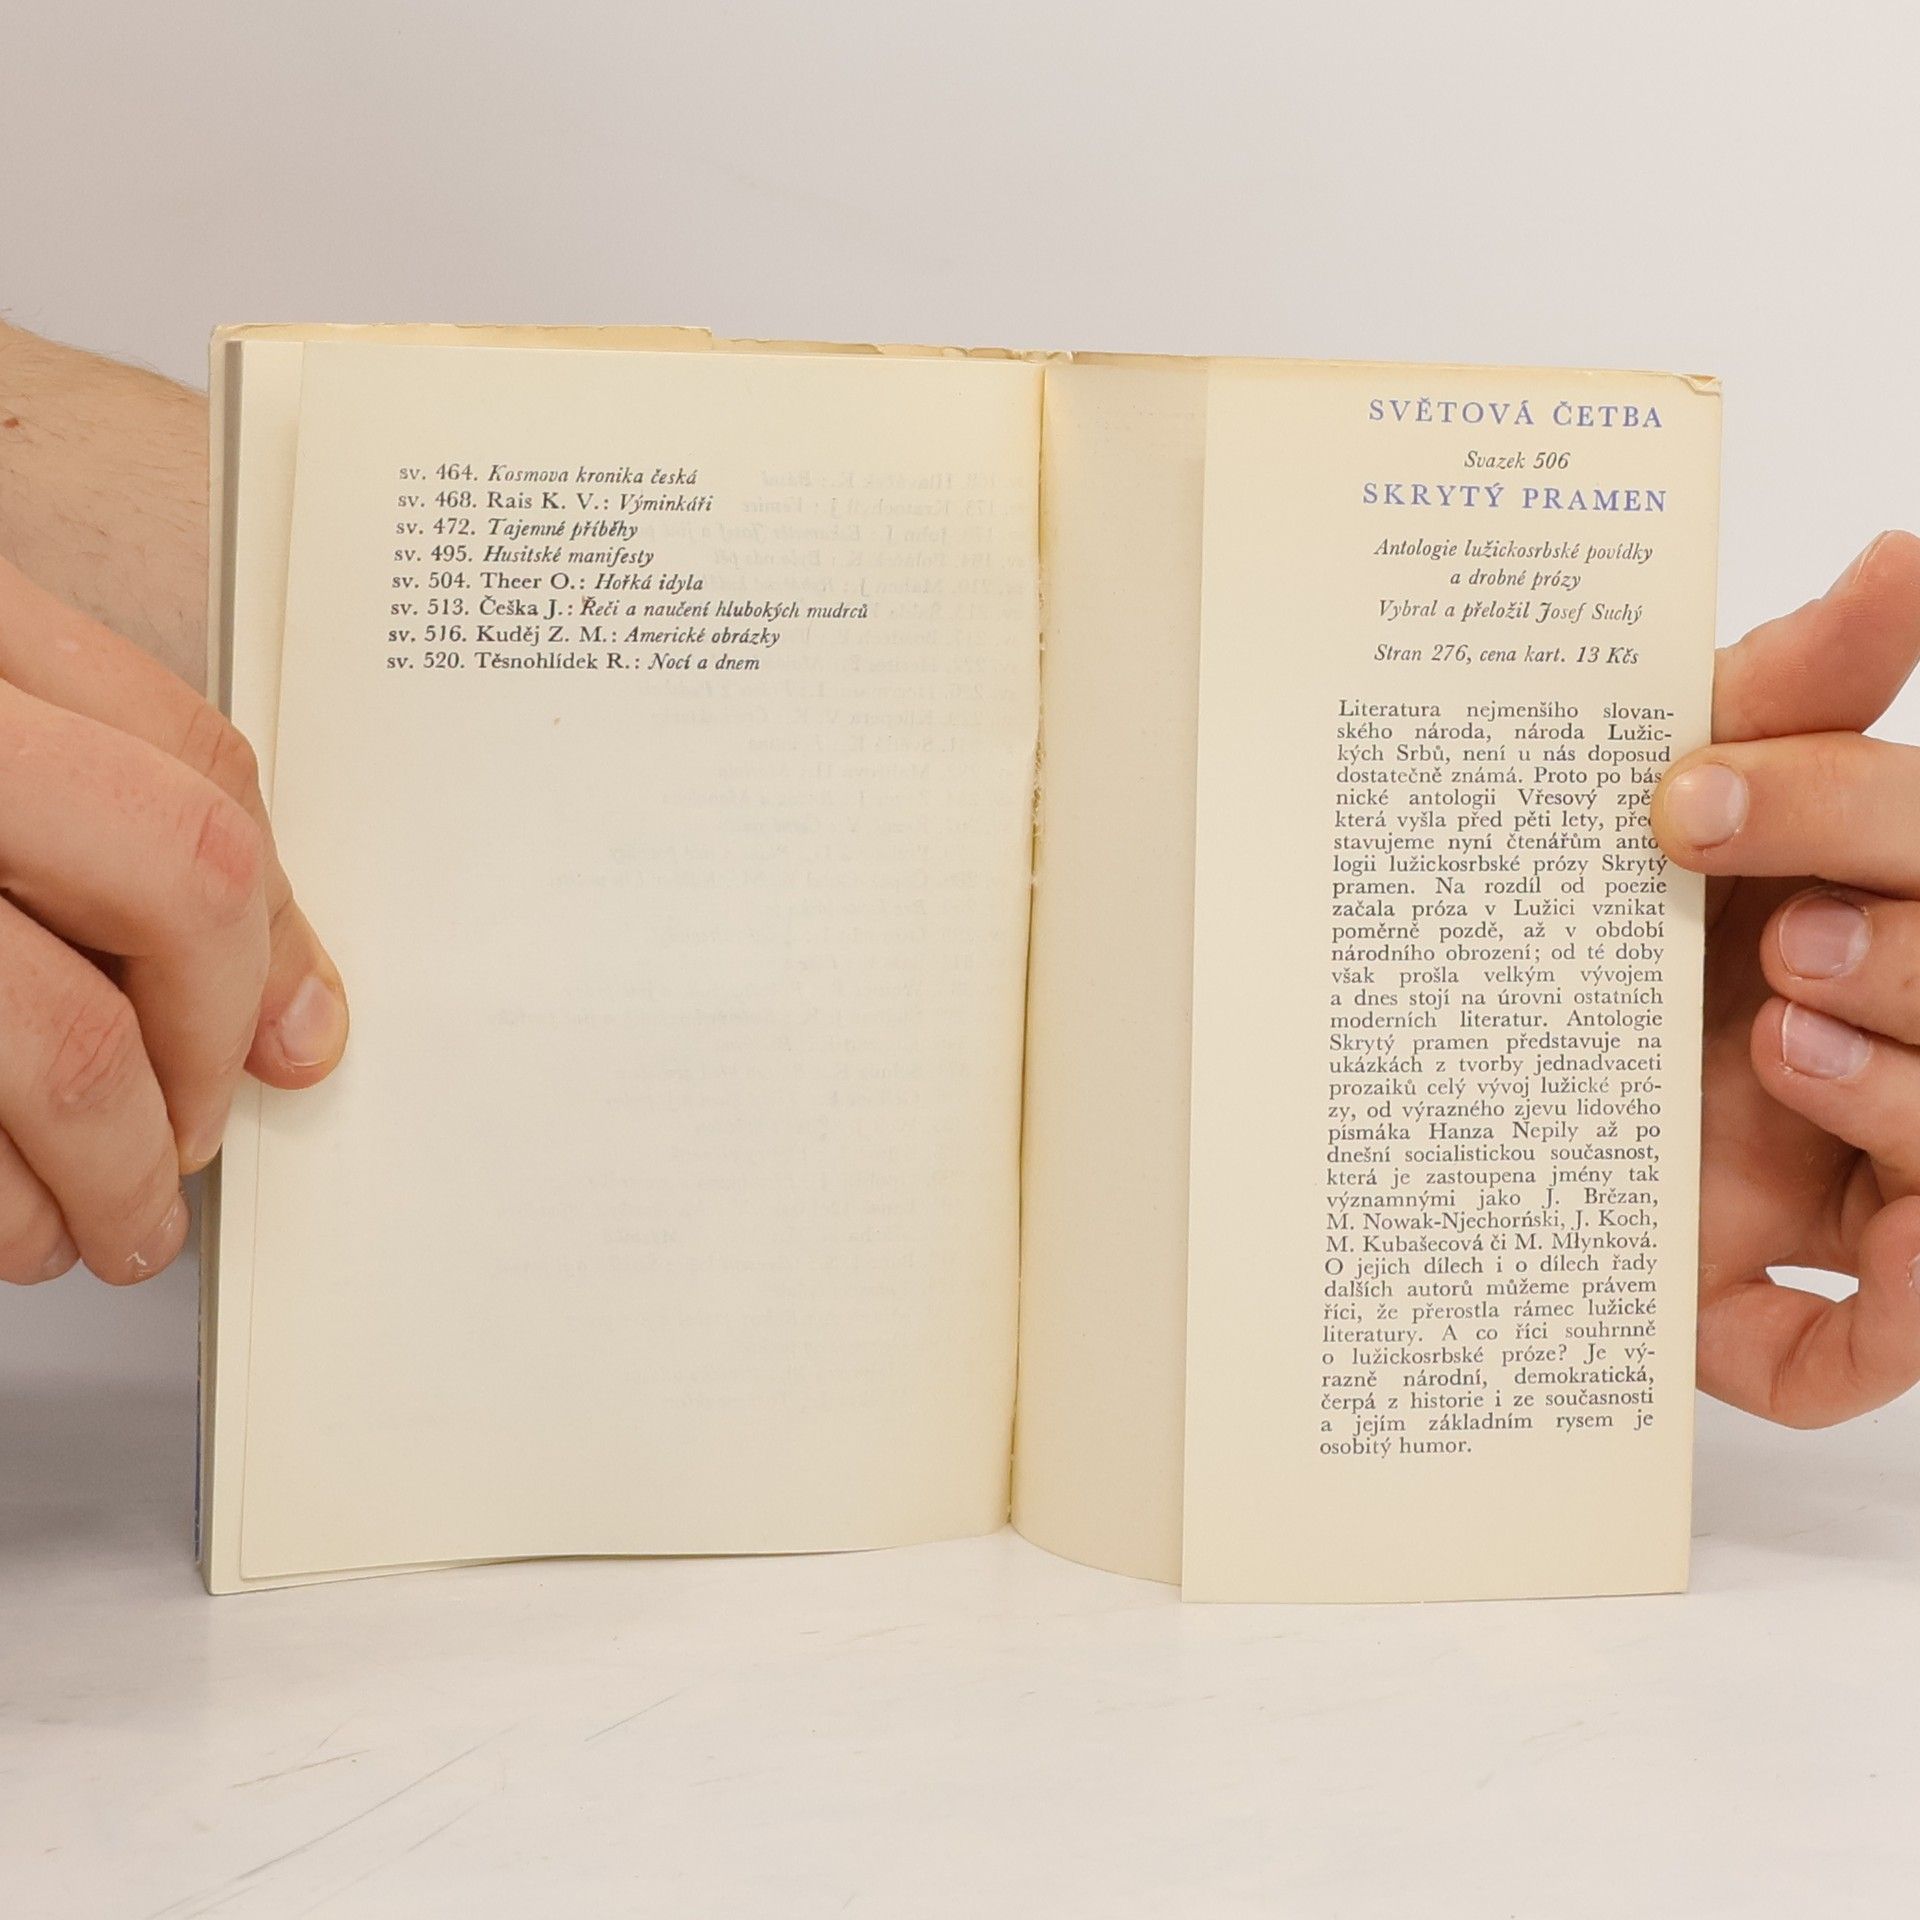 sv. 464. Kosmova kronika česká
sv. 468. Rais K. V.: Výminkáři
sv. 472. Tajemné příběhy
sv. 495. Husitské manifesty
sv. 504. Theer O.: Hořká idyla
sv. 513. Češka J.: Řeči a naučení hlubokých mudrců
sv. 516. Kuděj Z. M.: Americké obrázky
sv. 520. Těsnohlídek R.: Nocí a dnem
SVĚTOVÁ ČETBA
Svazek 506
SKRYTÝ PRAMEN
Antologie lužickosrbské povídky
a drobné prózy
Vybral a přeložil Josef Suchý
Stran 276, cena kart. 13 Kčs
Literatura nejmenšího slovan-
ského národa, národa Lužic-
kých Srbů, není u nás doposud
dostatečně známá. Proto po bás
nické antologii Vřesový zpě
která vyšla před pěti lety, pře
stavujeme nyní čtenářům anto
logii lužickosrbské prózy Skrytý
pramen. Na rozdíl od poezie
začala próza v Lužici vznikat
poměrně pozdě, až v období
národního obrození; od té doby
však prošla velkým vývojem
a dnes stojí na úrovni ostatních
moderních literatur. Antologie
Skrytý pramen představuje na
ukázkách z tvorby jednadvaceti
prozaiků celý vývoj lužické pró-
zy, od výrazného zjevu lidového
písmáka Hanza Nepily až po
dnešní socialistickou současnost,
která je zastoupena jmény tak
významnými jako J. Brězan,
M. Nowak-Njechorński, J. Koch,
M. Kubašecová či M. Młynková.
O jejich dílech i o dílech řady
dalších autorů můžeme právem
říci, že přerostla rámec lužické
literatury. A co říci souhrnně
o lužickosrbské próze? Je vý-
razně národní, demokratická,
čerpá z historie i ze současnosti
a jejím základním rysem je
osobitý humor.